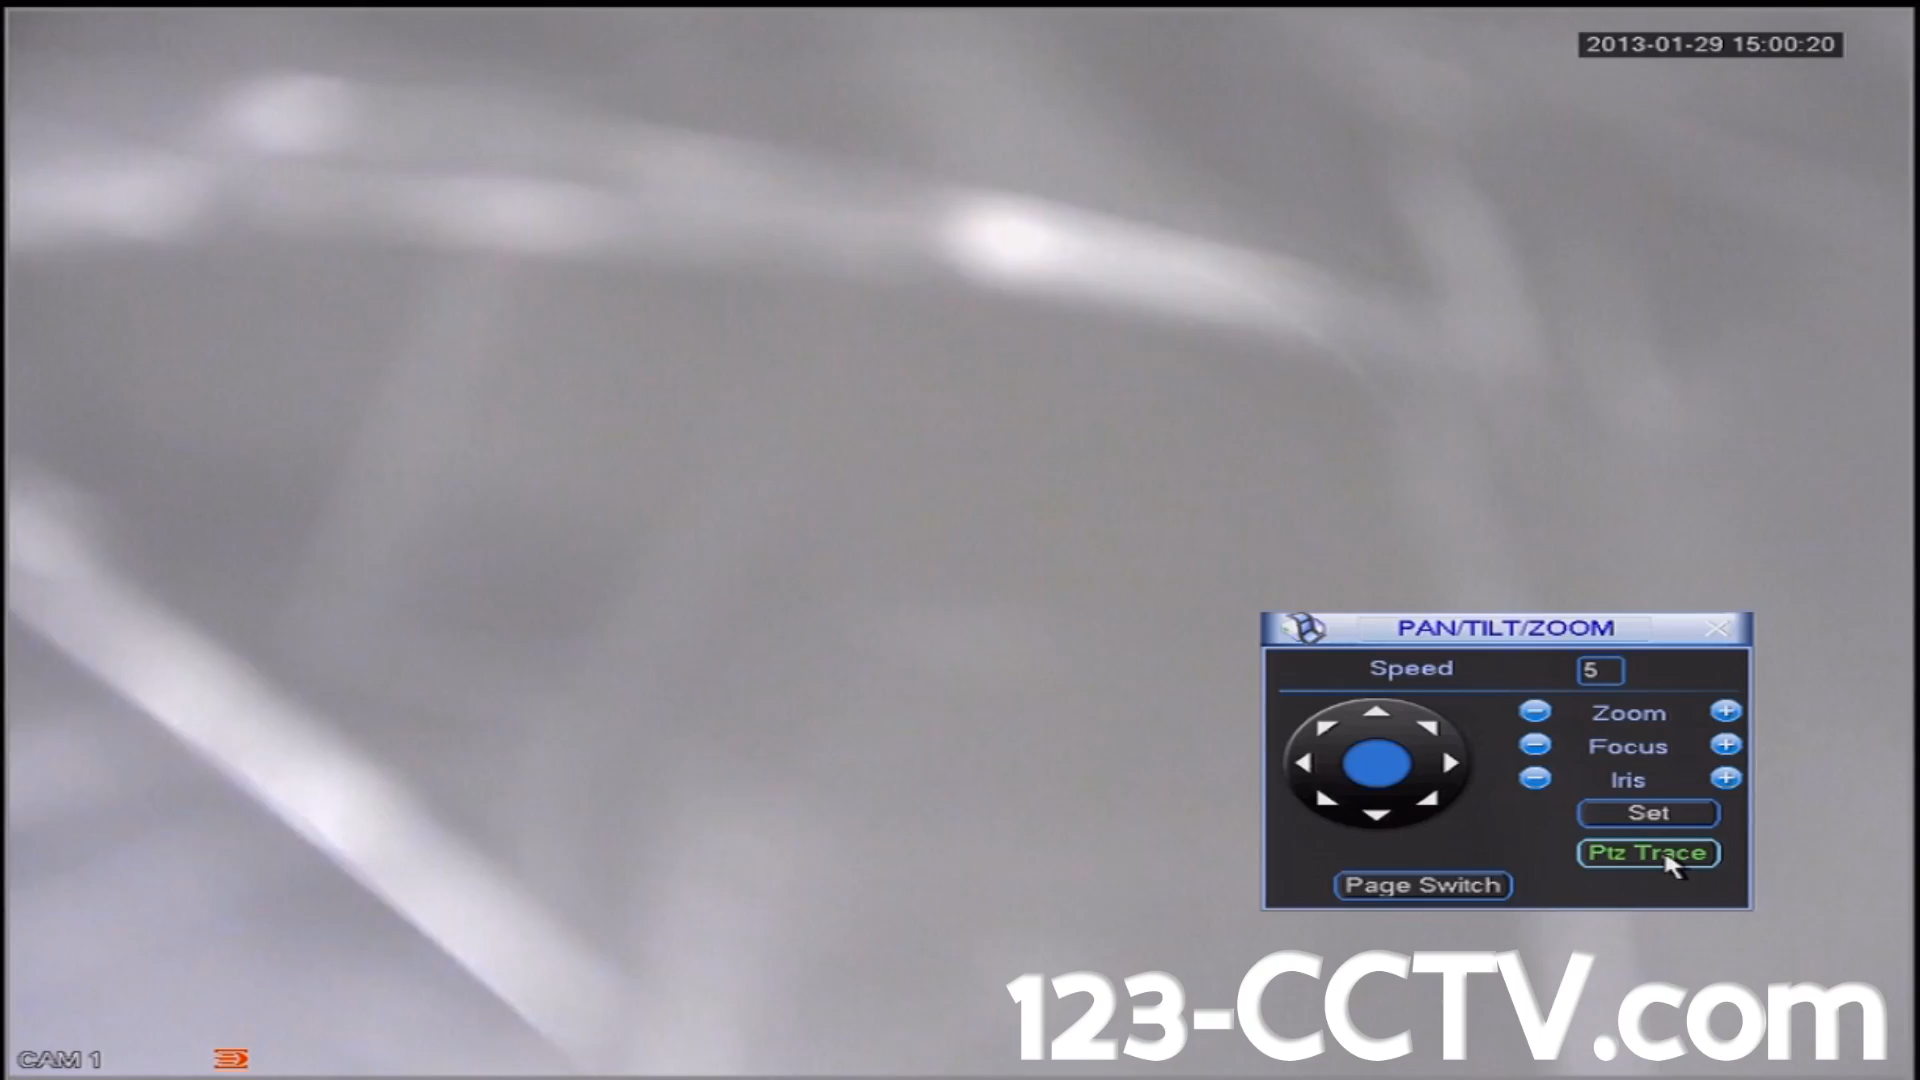 2013-01-29 15:00:20
PAN/TILT/ZOOM
Speed 5
Zoom
Focus
Iris
Set
Ptz Trace
Page Switch
123-CCTV.com
CAM 1